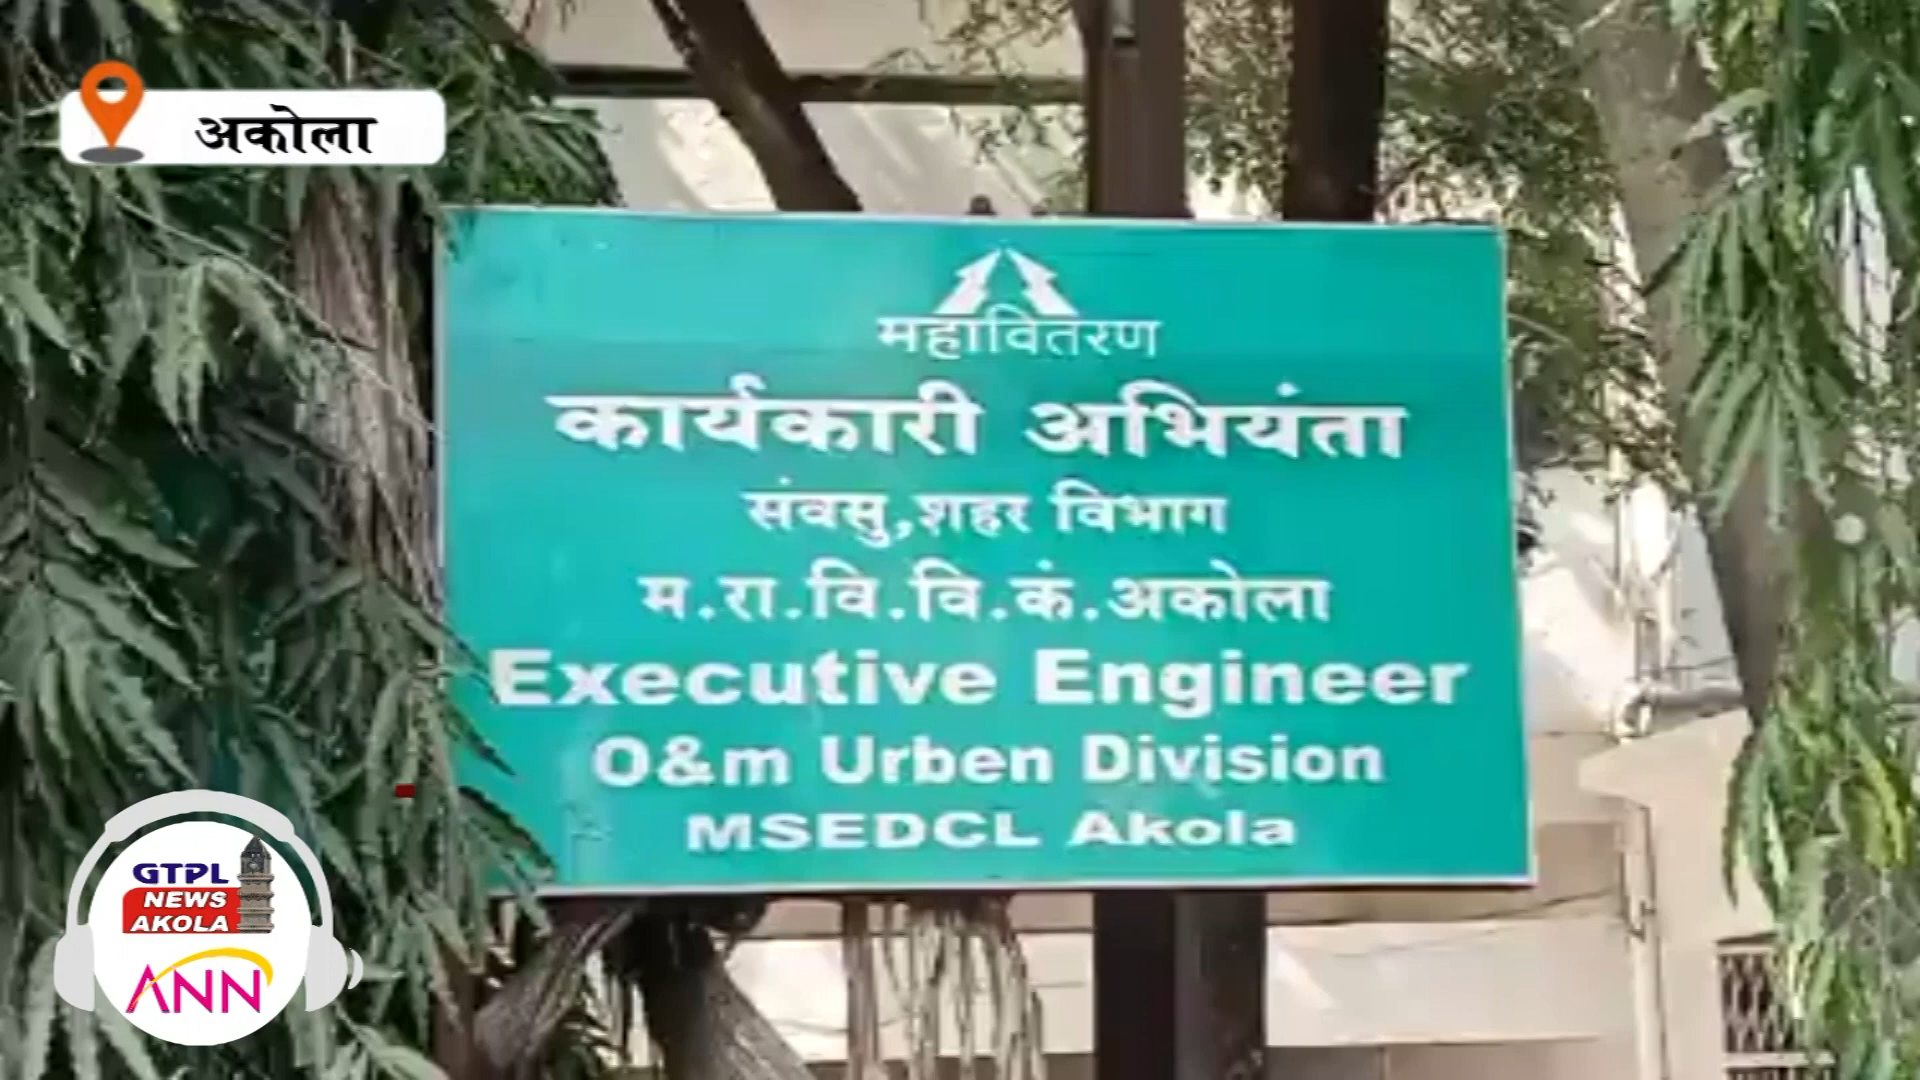 अकोला
महावितरण
कार्यकारी अभियंता
संवसु,शहर विभाग
म.रा.वि.वि.कं.अकोला
Executive Engineer
O&m Urben Division
MSEDCL Akola
GTPL
NEWS
AKOLA
ANN